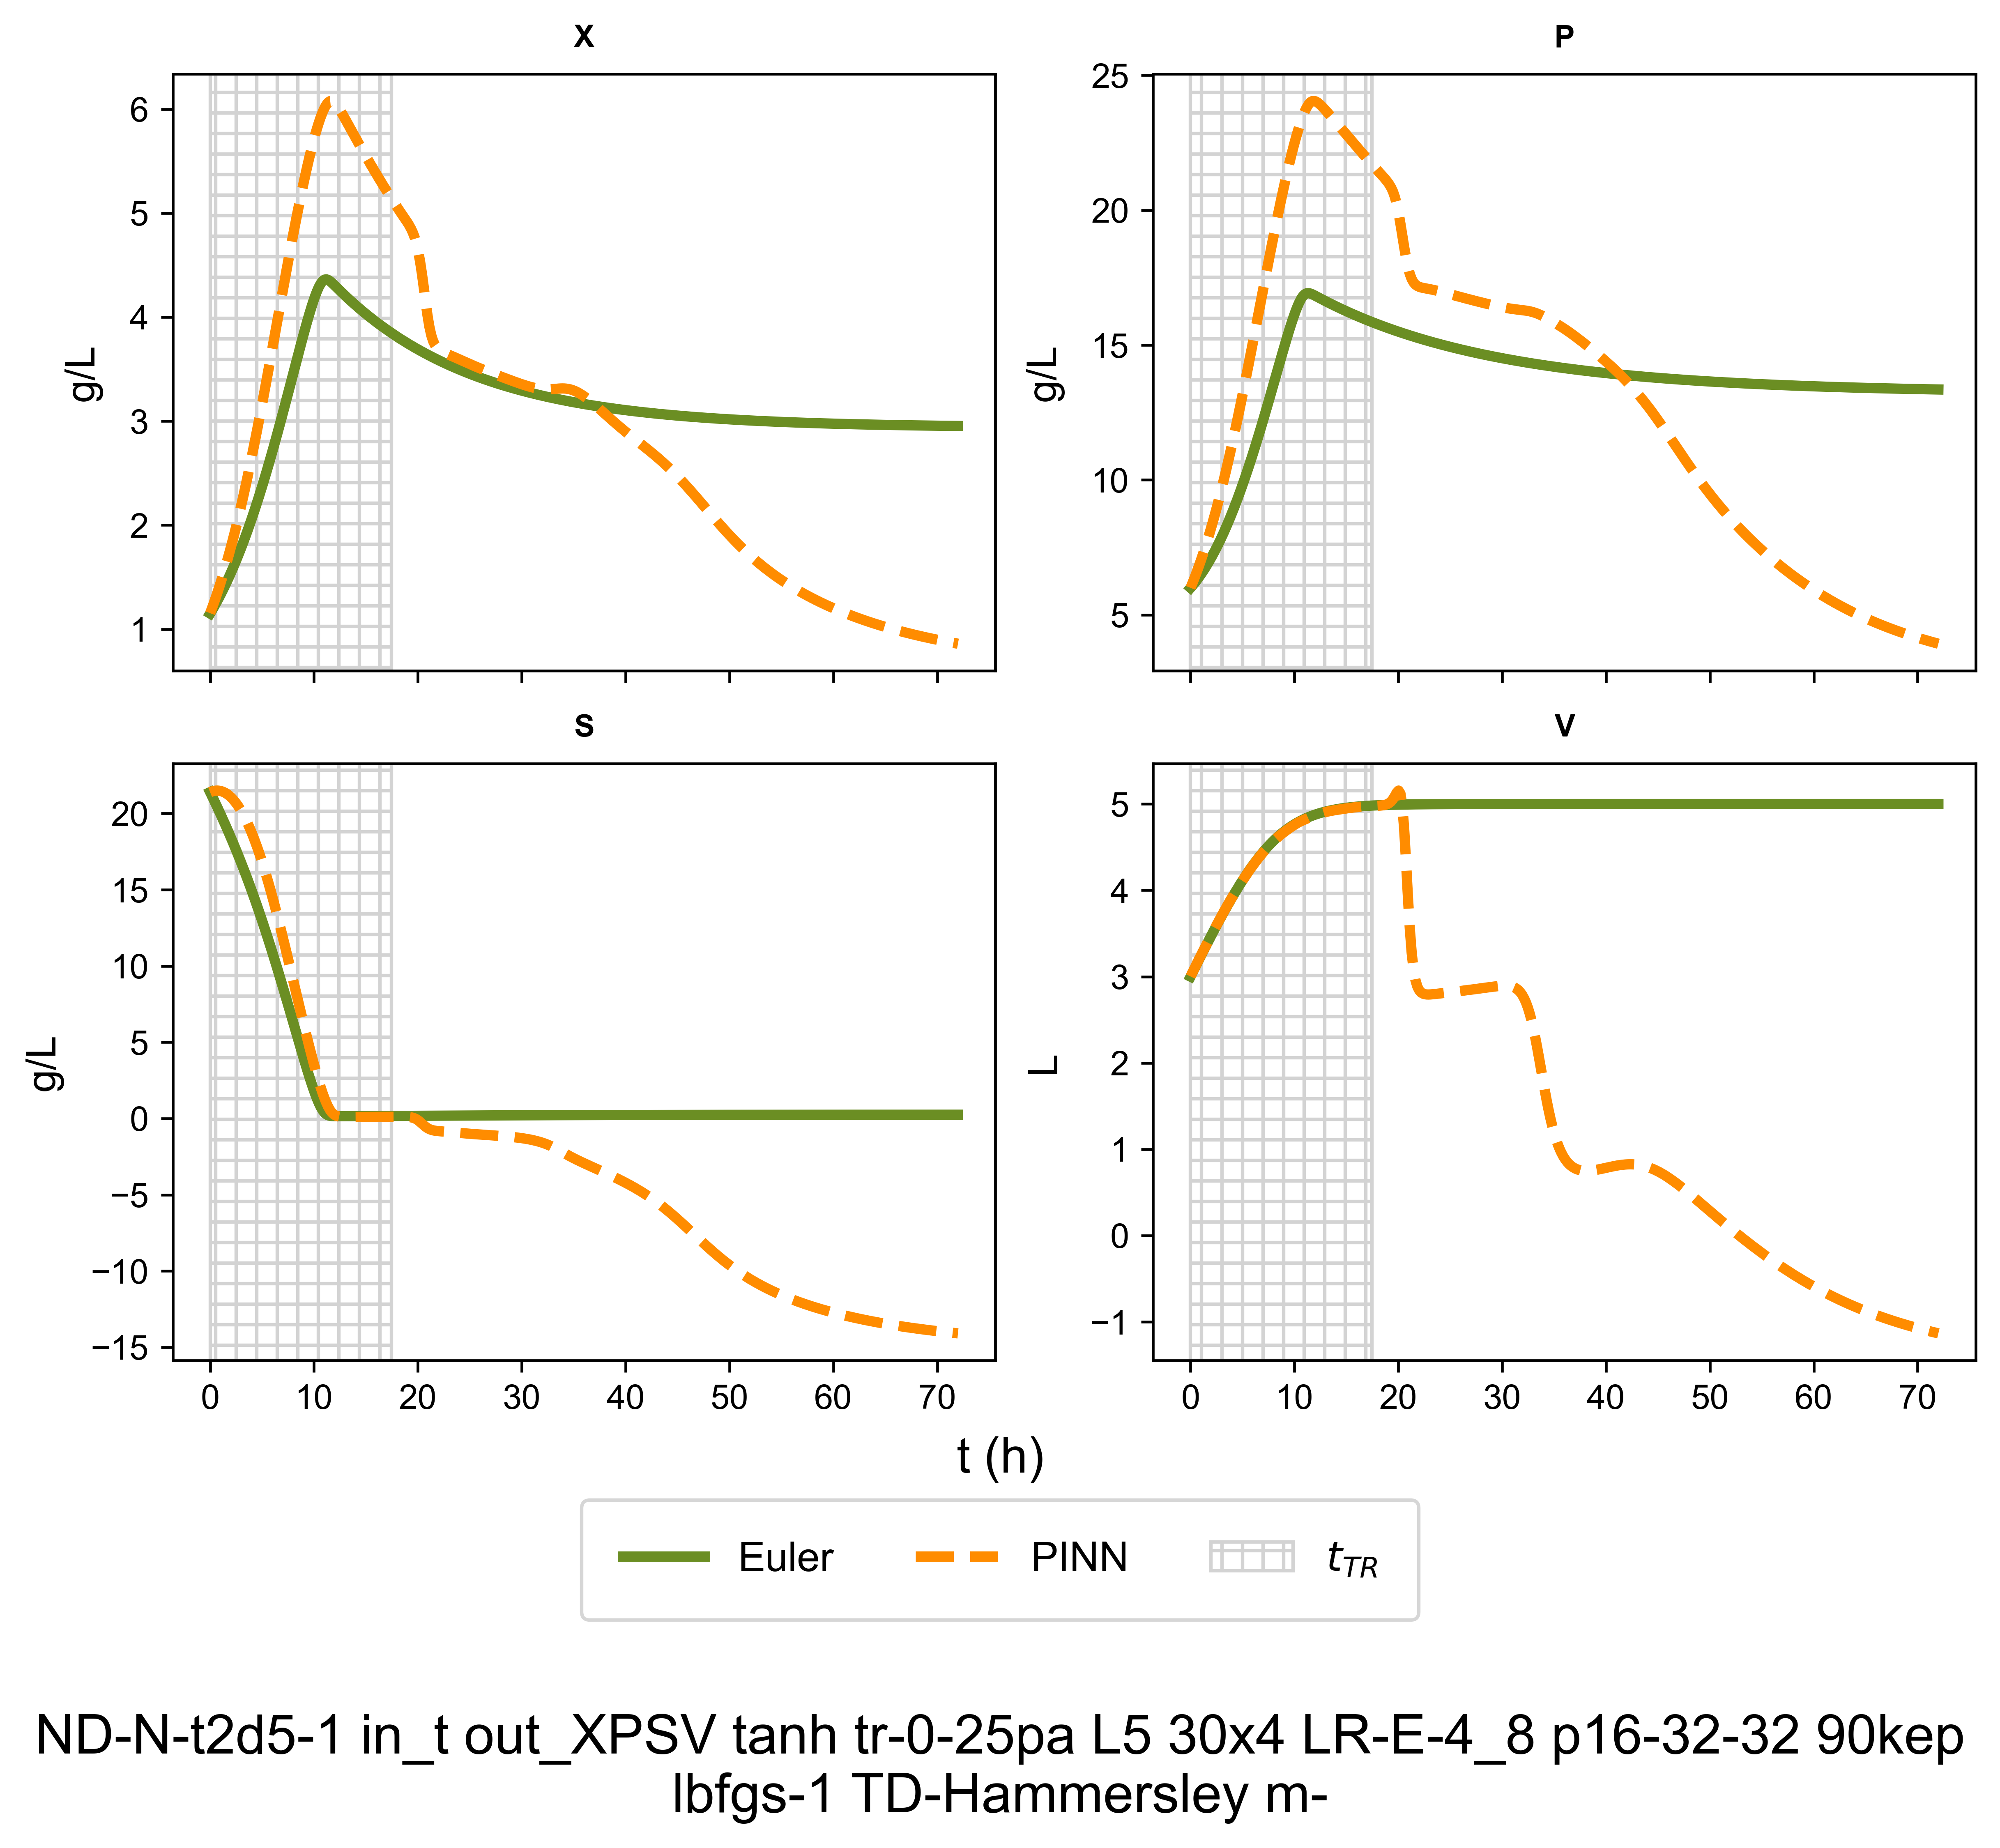 X
P
6
5
4
3
2
1
g/L
25
20
15
10
5
g/L
S
V
20
15
10
5
0
−5
−10
−15
g/L
5
4
3
2
1
0
−1
L
0 10 20 30 40 50 60 70
0 10 20 30 40 50 60 70
t (h)
Euler PINN t_TR
ND-N-t2d5-1 in_t out_XPSV tanh tr-0-25pa L5 30x4 LR-E-4_8 p16-32-32 90kep
lbfgs-1 TD-Hammersley m-